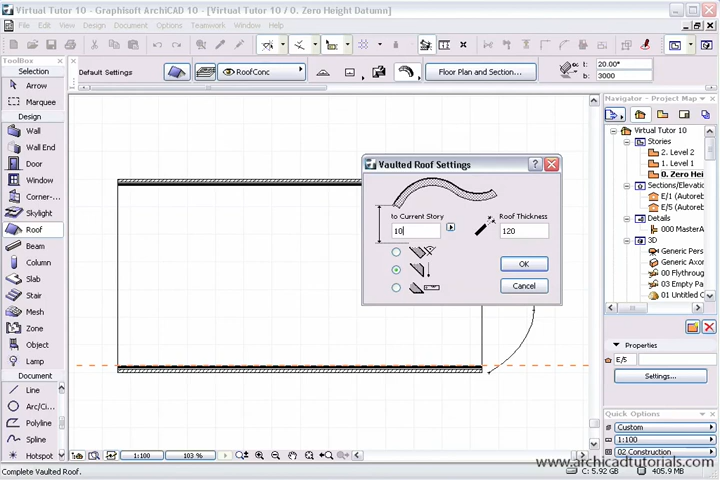 Virtual Tutor 10 - Graphisoft ArchiCAD 10 - [Virtual Tutor 10 / 0. Zero Height Datumn]
File Edit View Design Document Options Teamwork Window Help
ToolBox
Selection
Arrow
Marquee
Design
Wall
Wall End
Door
Window
Corner-...
Skylight
Roof
Beam
Column
Slab
Stair
Mesh
Zone
Object
Lamp
Document
Line
Arc/Ci...
Polyline
Spline
Hotspot
Default Settings
RoofConc
Floor Plan and Section...
l: 20.00°
b: 3000
Vaulted Roof Settings
to Current Story
Roof Thickness
10
120
OK
Cancel
Navigator - Project Map
Virtual Tutor 10
Stories
2. Level 2
1. Level 1
0. Zero Heig
Sections/Elevatio
E/1 (Autoreb
E/5 (Autoreb
Details
000 MasterA
3D
Generic Pers
Generic Axon
00 Flythroug
03 Empty Pa
01 Untitled C
Properties
E/5
Settings...
Quick Options
Custom
1:100
02 Construction
1:100
103 %
www.archicadtutorials.com
Complete Vaulted Roof.
C: 5.92 GB
405.9 MB